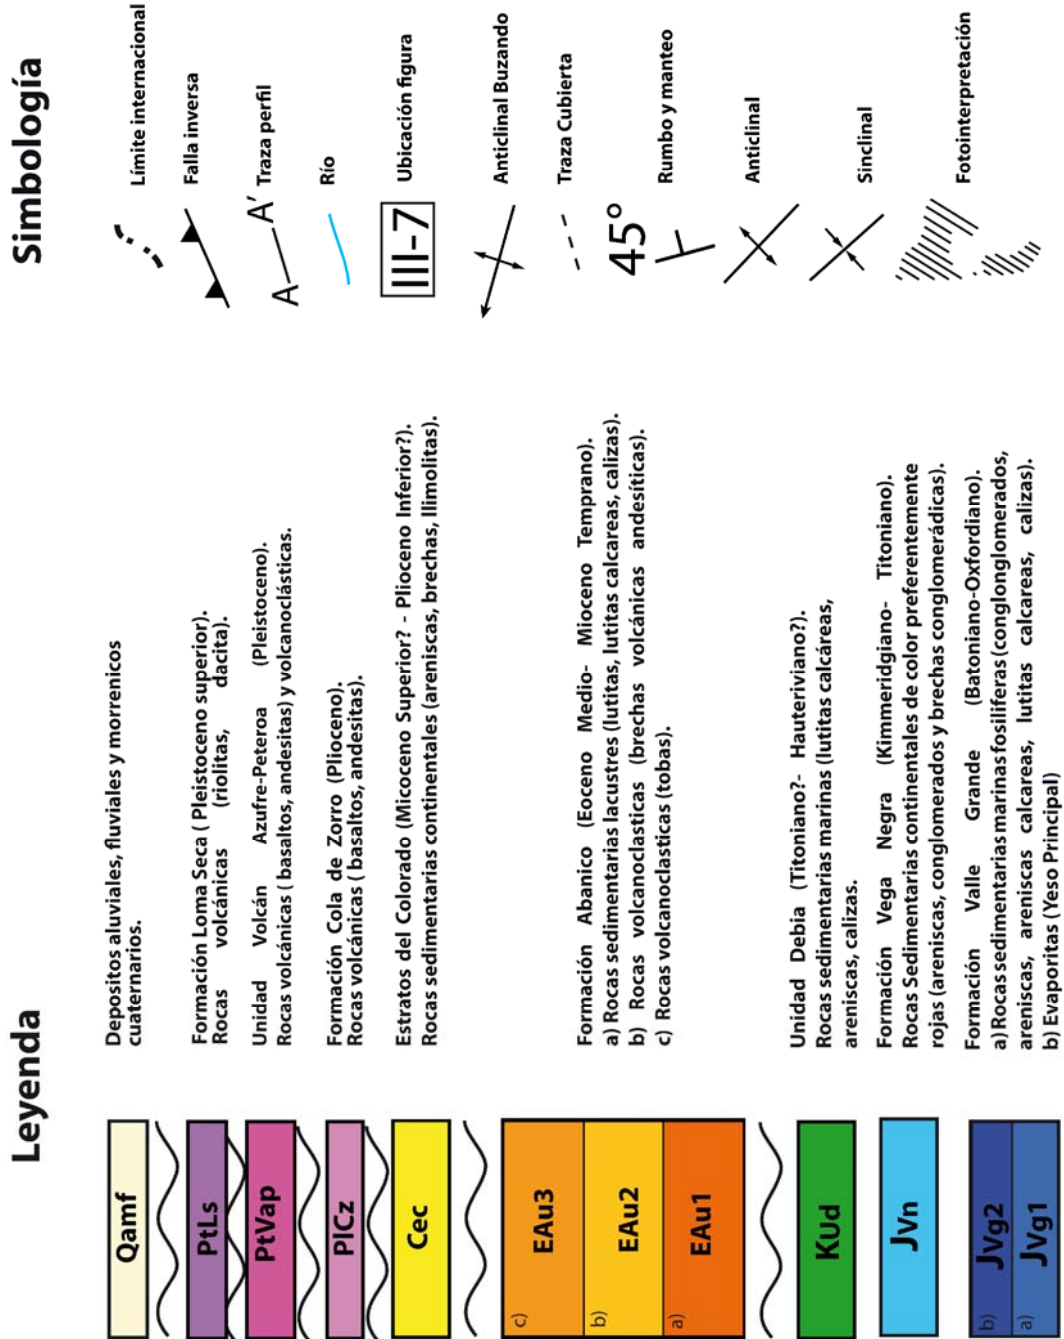 Leyenda
Qamf
Depositos aluviales, fluviales y morrenicos
cuaternarios.
PtLs
Formación Loma Seca ( Pleistoceno superior).
Rocas volcánicas (riolitas, dacita).
PtVap
Unidad Volcán Azufre-Peteroa (Pleistoceno).
Rocas volcánicas ( basaltos, andesitas) y volcanoclásticas.
PlCz
Formación Cola de Zorro (Plioceno).
Rocas volcánicas ( basaltos, andesitas).
Cec
Estratos del Colorado (Micoceno Superior? - Plioceno Inferior?).
Rocas sedimentarias continentales (areniscas, brechas, llimolitas).
c) EAu3
b) EAu2
a) EAu1
Formación Abanico (Eoceno Medio- Mioceno Temprano).
a) Rocas sedimentarias lacustres (lutitas, lutitas calcareas, calizas).
b) Rocas volcanoclasticas (brechas volcánicas andesíticas).
c) Rocas volcanoclasticas (tobas).
KUd
Unidad Debia (Titoniano?- Hauteriviano?).
Rocas sedimentarias marinas (lutitas calcáreas,
areniscas, calizas.
JVn
Formación Vega Negra (Kimmeridgiano- Titoniano).
Rocas Sedimentarias continentales de color preferentemente
rojas (areniscas, conglomerados y brechas conglomerádicas).
b) JVg2
a) JVg1
Formación Valle Grande (Batoniano-Oxfordiano).
a) Rocas sedimentarias marinas fosiliferas (conglonglomerados,
areniscas, areniscas calcareas, lutitas calcareas, calizas).
b) Evaporitas (Yeso Principal)
Simbología
Límite internacional
Falla inversa
A A' Traza perfil
Río
III-7 Ubicación figura
Anticlinal Buzando
Traza Cubierta
45° Rumbo y manteo
Anticlinal
Sinclinal
Fotointerpretación